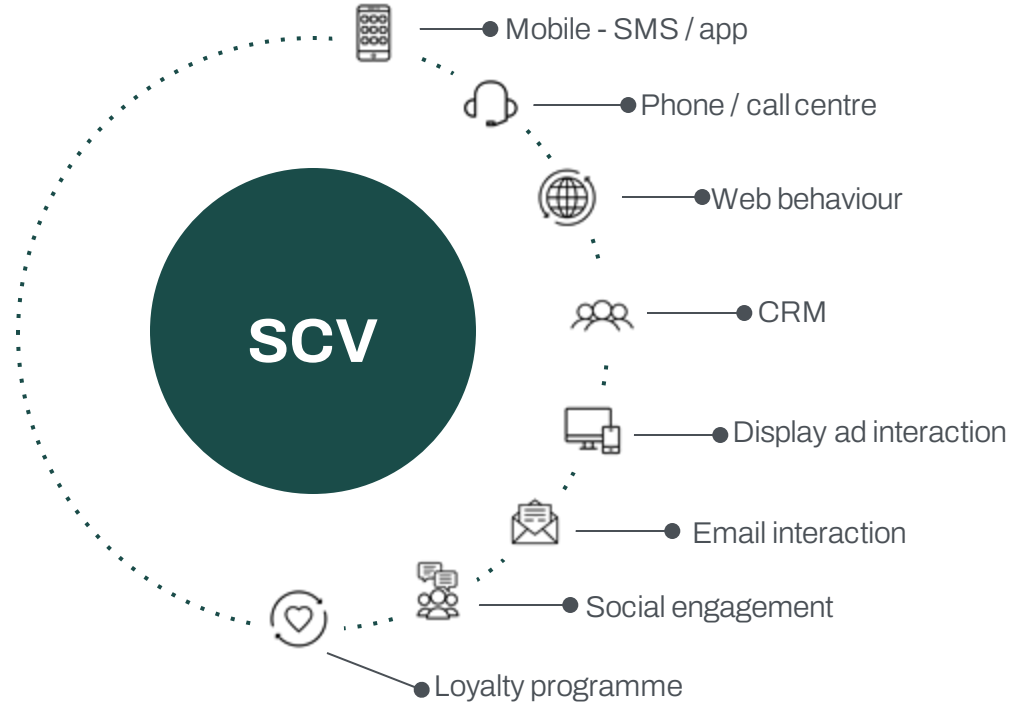 Mobile - SMS / app
Phone / call centre
Web behaviour
CRM
SCV
Display ad interaction
Email interaction
Social engagement
Loyalty programme